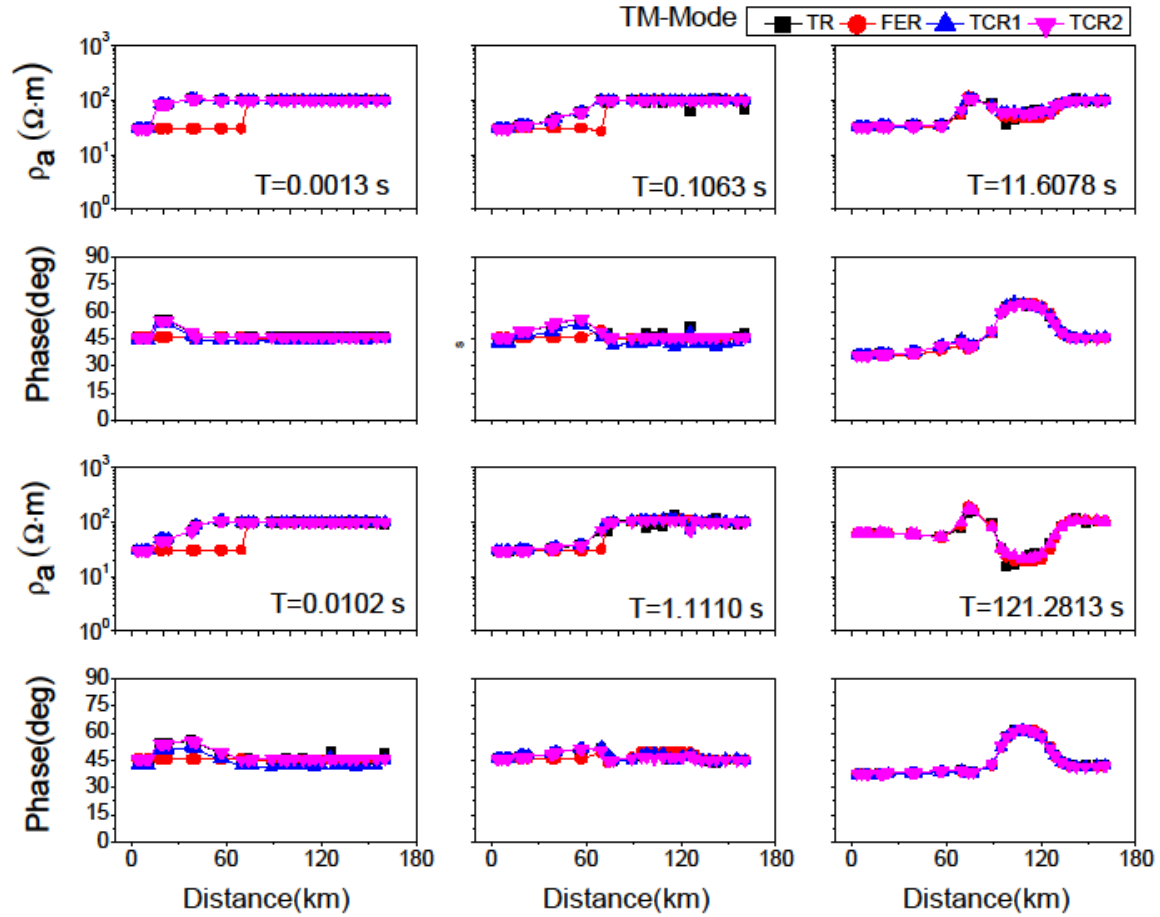 TM-Mode TR FER TCR1 TCR2
ρa (Ω·m)
10³
10²
10¹
10⁰
T=0.0013 s
T=0.1063 s
T=11.6078 s
Phase(deg)
90
75
60
45
30
15
0
s
ρa (Ω·m)
10³
10²
10¹
10⁰
T=0.0102 s
T=1.1110 s
T=121.2813 s
Phase(deg)
90
75
60
45
30
15
0
0 60 120 180 0 60 120 180 0 60 120 180
Distance(km) Distance(km) Distance(km)